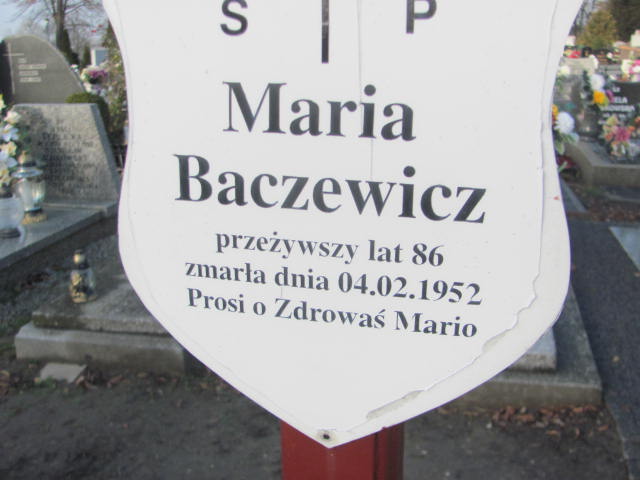 S P
Maria
Baczewicz
przeżywszy lat 86
zmarła dnia 04.02.1952
Prosi o Zdrowaś Mario